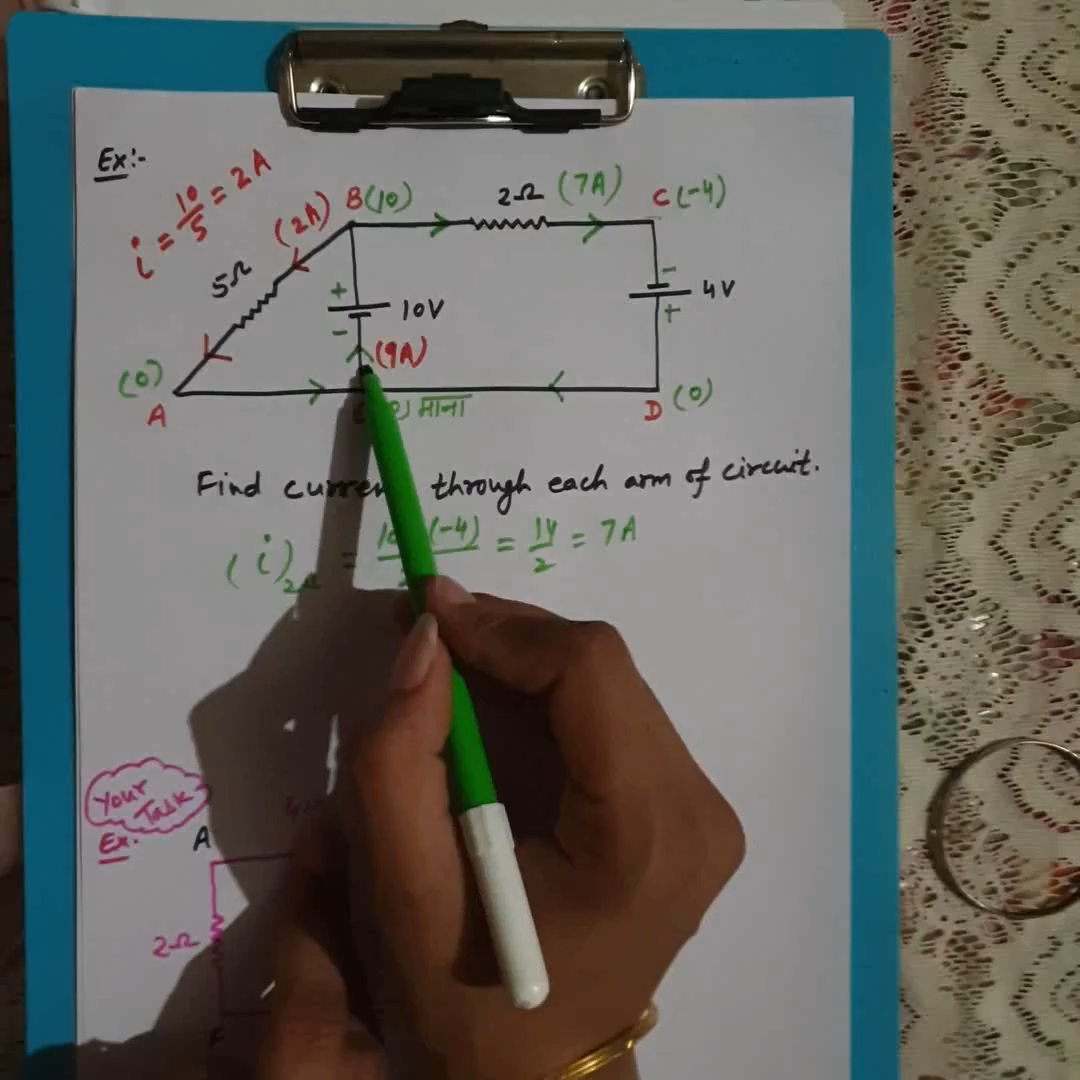 Ex:-
i = 10/5 = 2A
(2A) B(10) 2Ω (7A) C(-4)
5Ω
+ 10V -
- 4V +
(9A)
(0) A
माना
D (0)
Find through each arm of circuit.
(i)2Ω = (-4) = 14/2 = 7A
Your Task
Ex.
A
2Ω